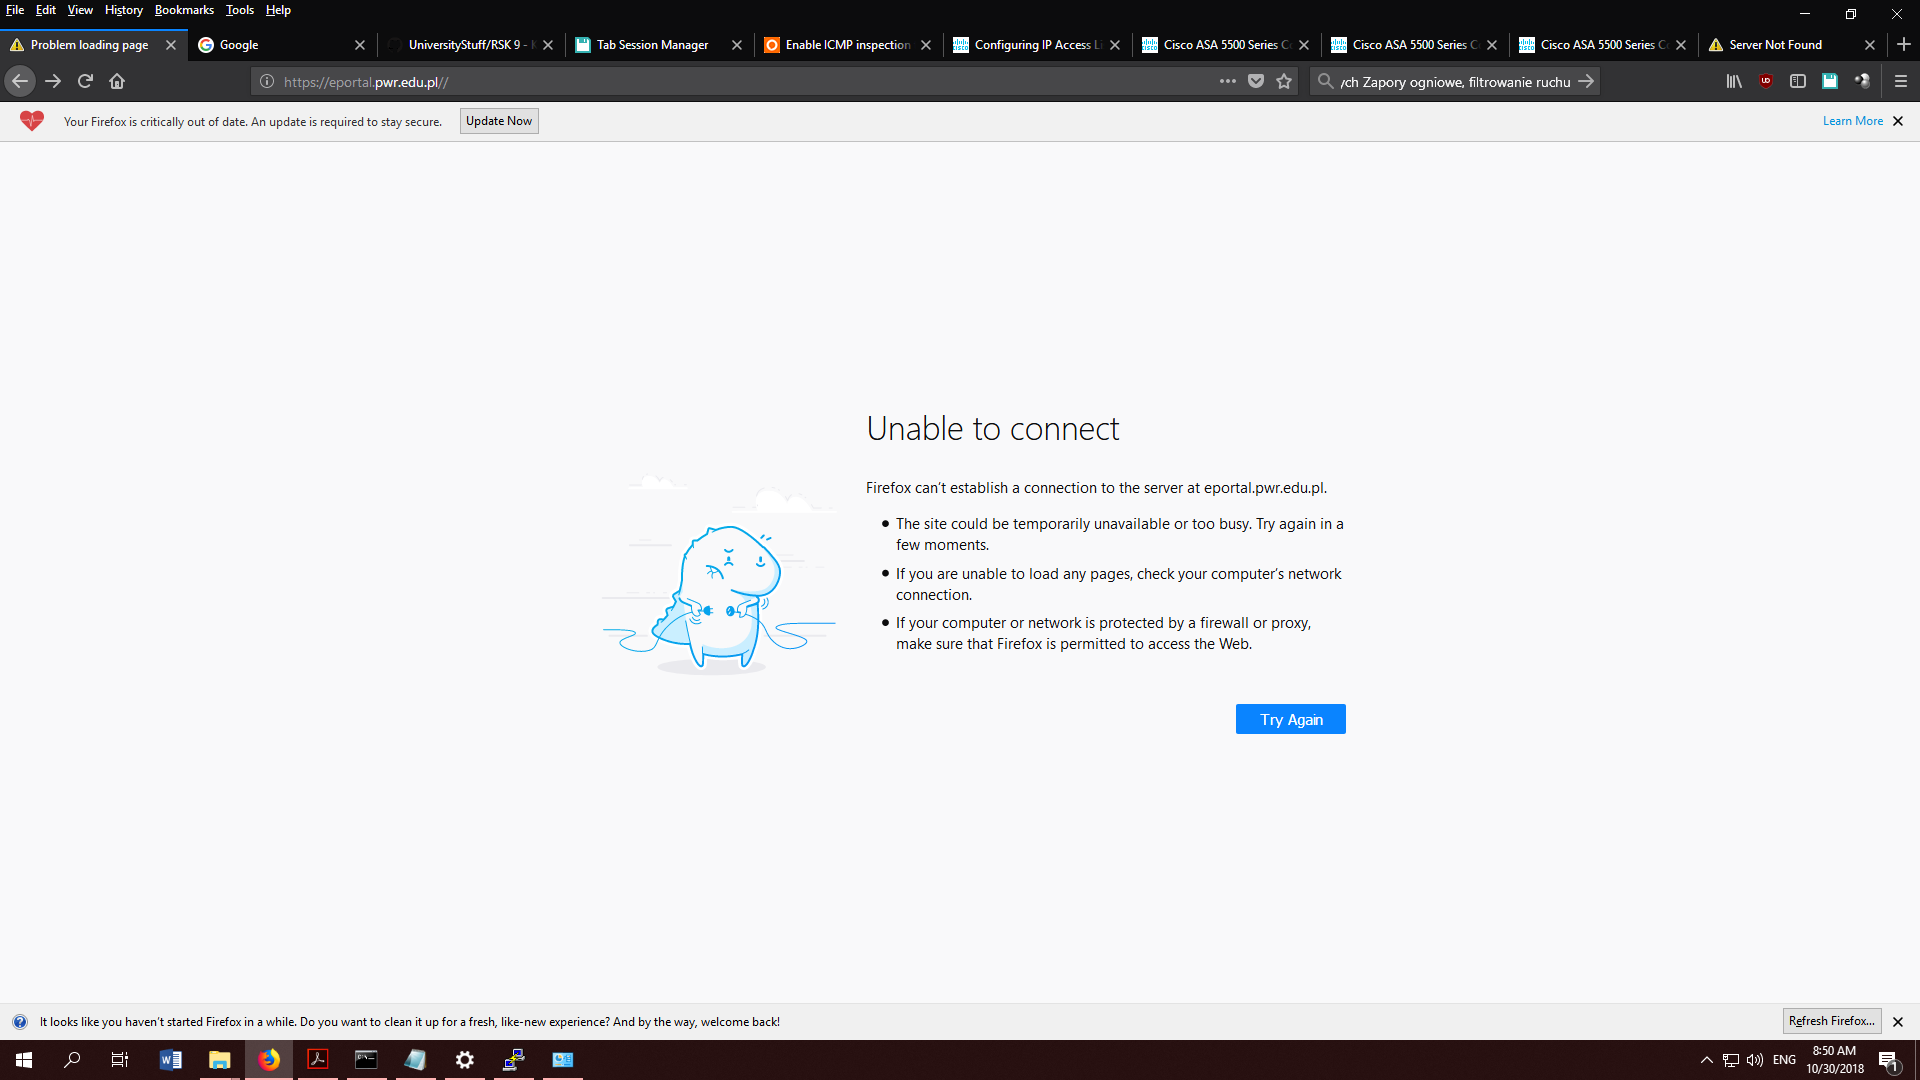 File Edit View History Bookmarks Tools Help
Problem loading page
Google
UniversityStuff/RSK 9 -
Tab Session Manager
Enable ICMP inspection
Configuring IP Access Li
Cisco ASA 5500 Series Co
Cisco ASA 5500 Series Co
Cisco ASA 5500 Series Co
Server Not Found
https://eportal.pwr.edu.pl//
ych Zapory ogniowe, filtrowanie ruchu
Your Firefox is critically out of date. An update is required to stay secure.
Update Now
Learn More
Unable to connect
Firefox can't establish a connection to the server at eportal.pwr.edu.pl.
The site could be temporarily unavailable or too busy. Try again in a
few moments.
If you are unable to load any pages, check your computer's network
connection.
If your computer or network is protected by a firewall or proxy,
make sure that Firefox is permitted to access the Web.
Try Again
It looks like you haven't started Firefox in a while. Do you want to clean it up for a fresh, like-new experience? And by the way, welcome back!
Refresh Firefox...
ENG
8:50 AM
10/30/2018
1